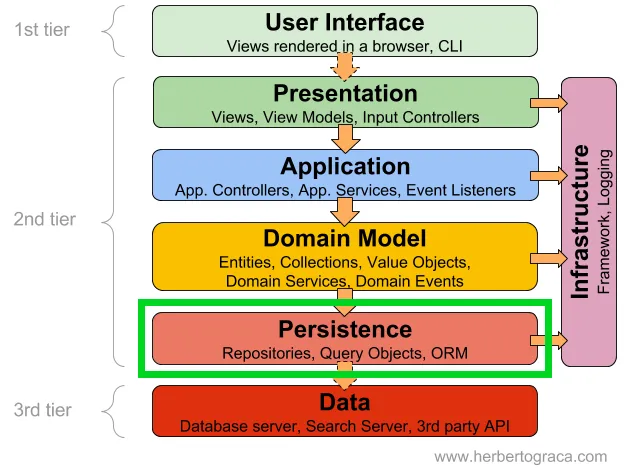 1st tier
User Interface
Views rendered in a browser, CLI
2nd tier
Presentation
Views, View Models, Input Controllers
Application
App. Controllers, App. Services, Event Listeners
Domain Model
Entities, Collections, Value Objects,
Domain Services, Domain Events
Persistence
Repositories, Query Objects, ORM
Infrastructure
Framework, Logging
3rd tier
Data
Database server, Search Server, 3rd party API
www.herbertograca.com